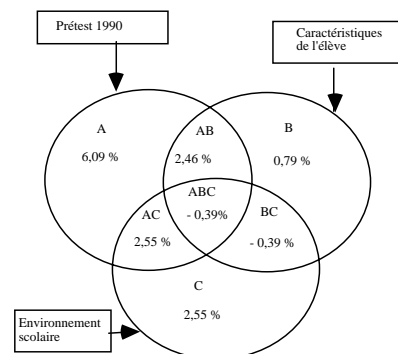 Prétest 1990
Caractéristiques
de l'élève
A
AB
B
6,09 %
2,46 %
0,79 %
ABC
AC
- 0,39%
BC
2,55 %
- 0,39 %
C
2,55 %
Environnement
scolaire